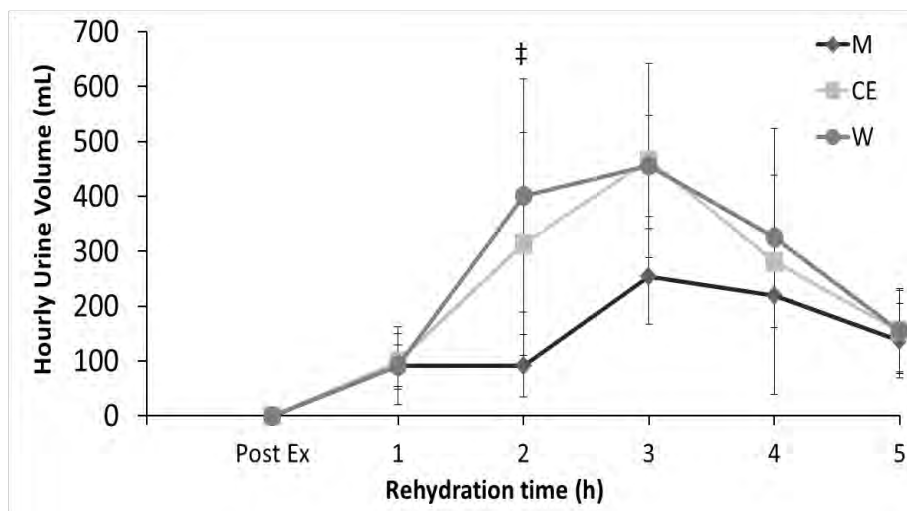 700
600
500
400
300
200
100
0
Hourly Urine Volume (mL)
‡
M
CE
W
Post Ex 1 2 3 4 5
Rehydration time (h)